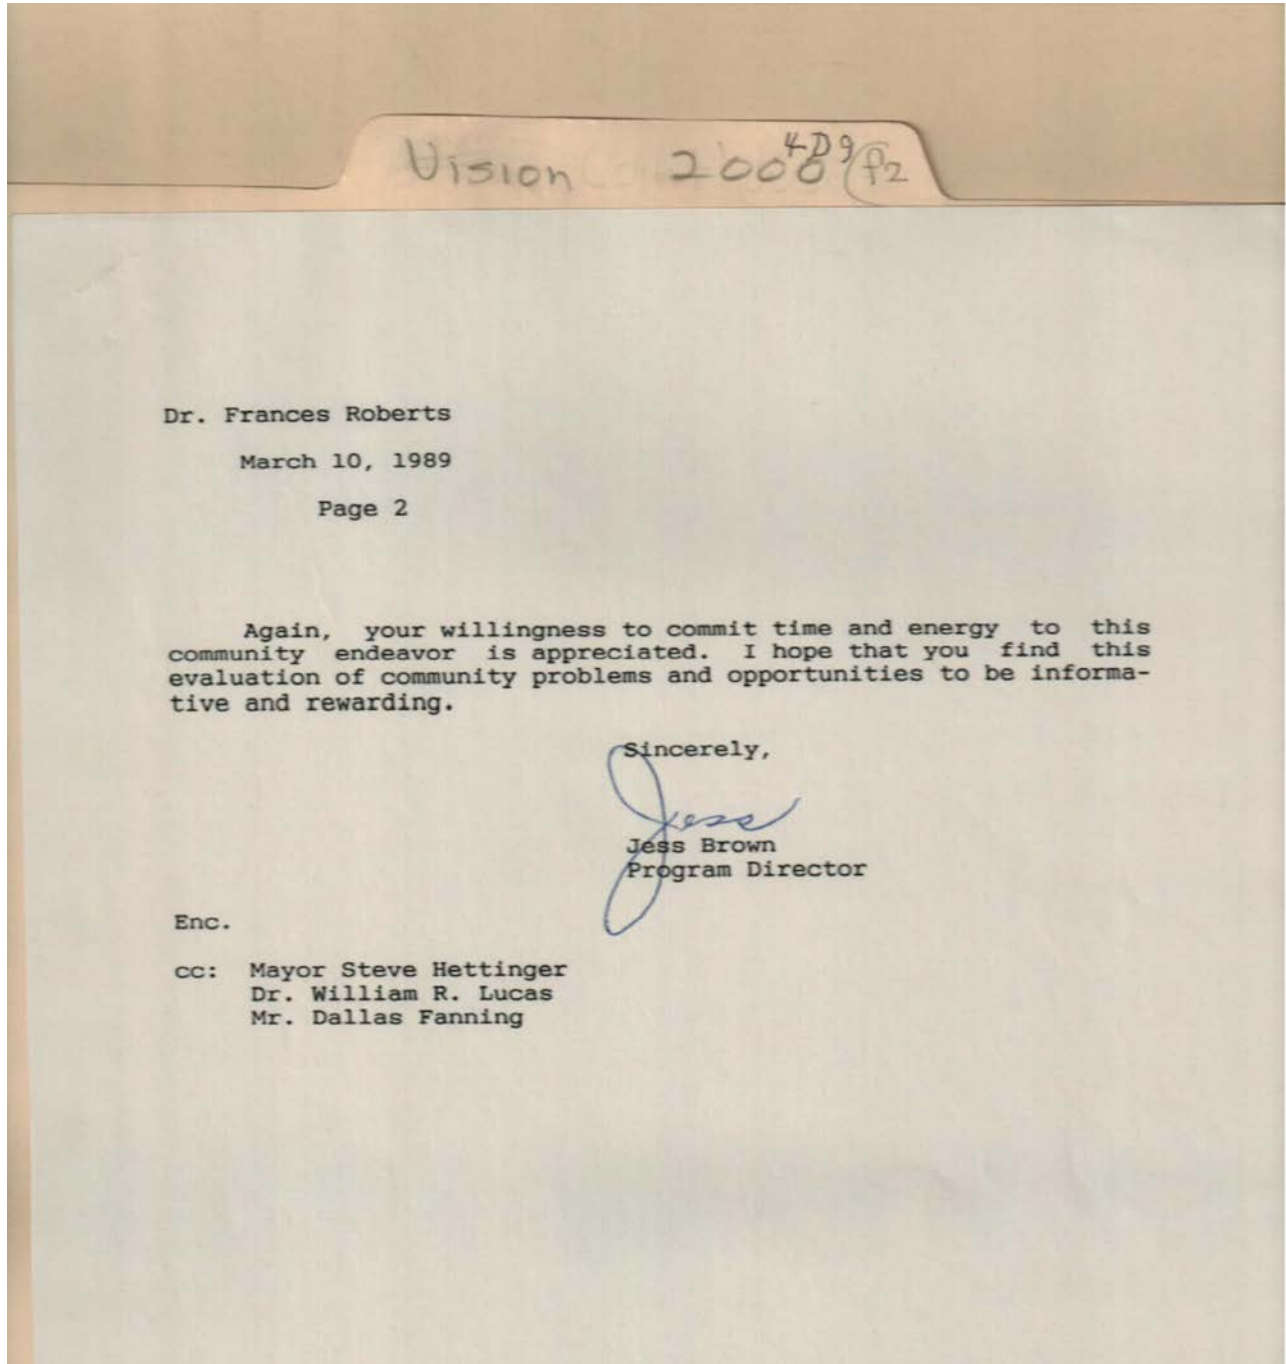 Vision 2000 4D9 P2
Dr. Frances Roberts
March 10, 1989
Page 2
Again, your willingness to commit time and energy to this
community endeavor is appreciated. I hope that you find this
evaluation of community problems and opportunities to be informa-
tive and rewarding.
Sincerely,
Jess
Jess Brown
Program Director
Enc.
cc: Mayor Steve Hettinger
Dr. William R. Lucas
Mr. Dallas Fanning